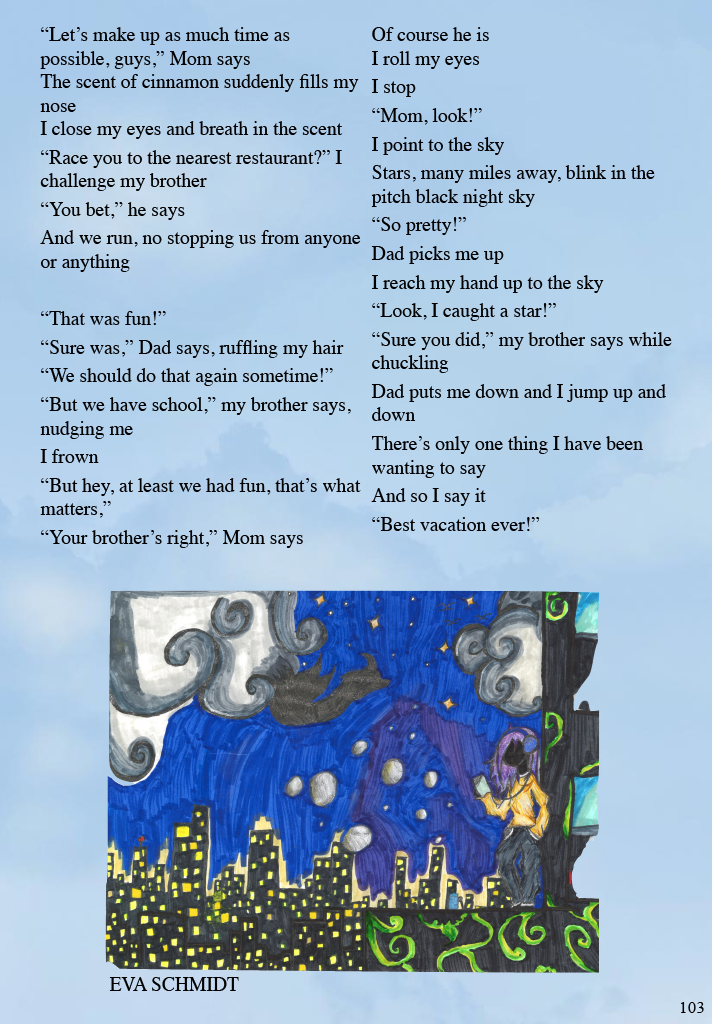 “Let’s make up as much time as
possible, guys,” Mom says
The scent of cinnamon suddenly fills my
nose
I close my eyes and breath in the scent
“Race you to the nearest restaurant?” I
challenge my brother
“You bet,” he says
And we run, no stopping us from anyone
or anything
“That was fun!”
“Sure was,” Dad says, ruffling my hair
“We should do that again sometime!”
“But we have school,” my brother says,
nudging me
I frown
“But hey, at least we had fun, that’s what
matters,”
“Your brother’s right,” Mom says
Of course he is
I roll my eyes
I stop
“Mom, look!”
I point to the sky
Stars, many miles away, blink in the
pitch black night sky
“So pretty!”
Dad picks me up
I reach my hand up to the sky
“Look, I caught a star!”
“Sure you did,” my brother says while
chuckling
Dad puts me down and I jump up and
down
There’s only one thing I have been
wanting to say
And so I say it
“Best vacation ever!”
EVA SCHMIDT
103